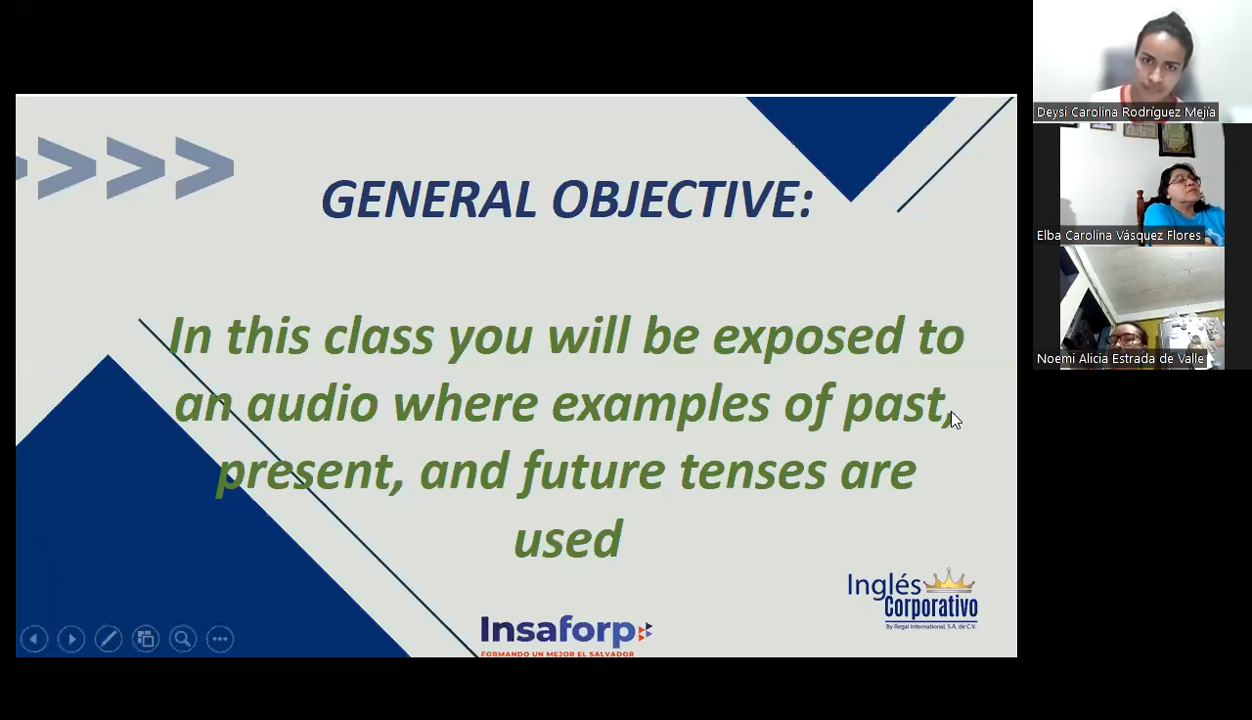 GENERAL OBJECTIVE:
In this class you will be exposed to
an audio where examples of past,
present, and future tenses are
used
Inglés
Corporativo
By Regal International, S.A. de C.V.
Insaforp
FORMANDO UN MEJOR EL SALVADOR
Deysi Carolina Rodríguez Mejía
Elba Carolina Vásquez Flores
Noemi Alicia Estrada de Valle